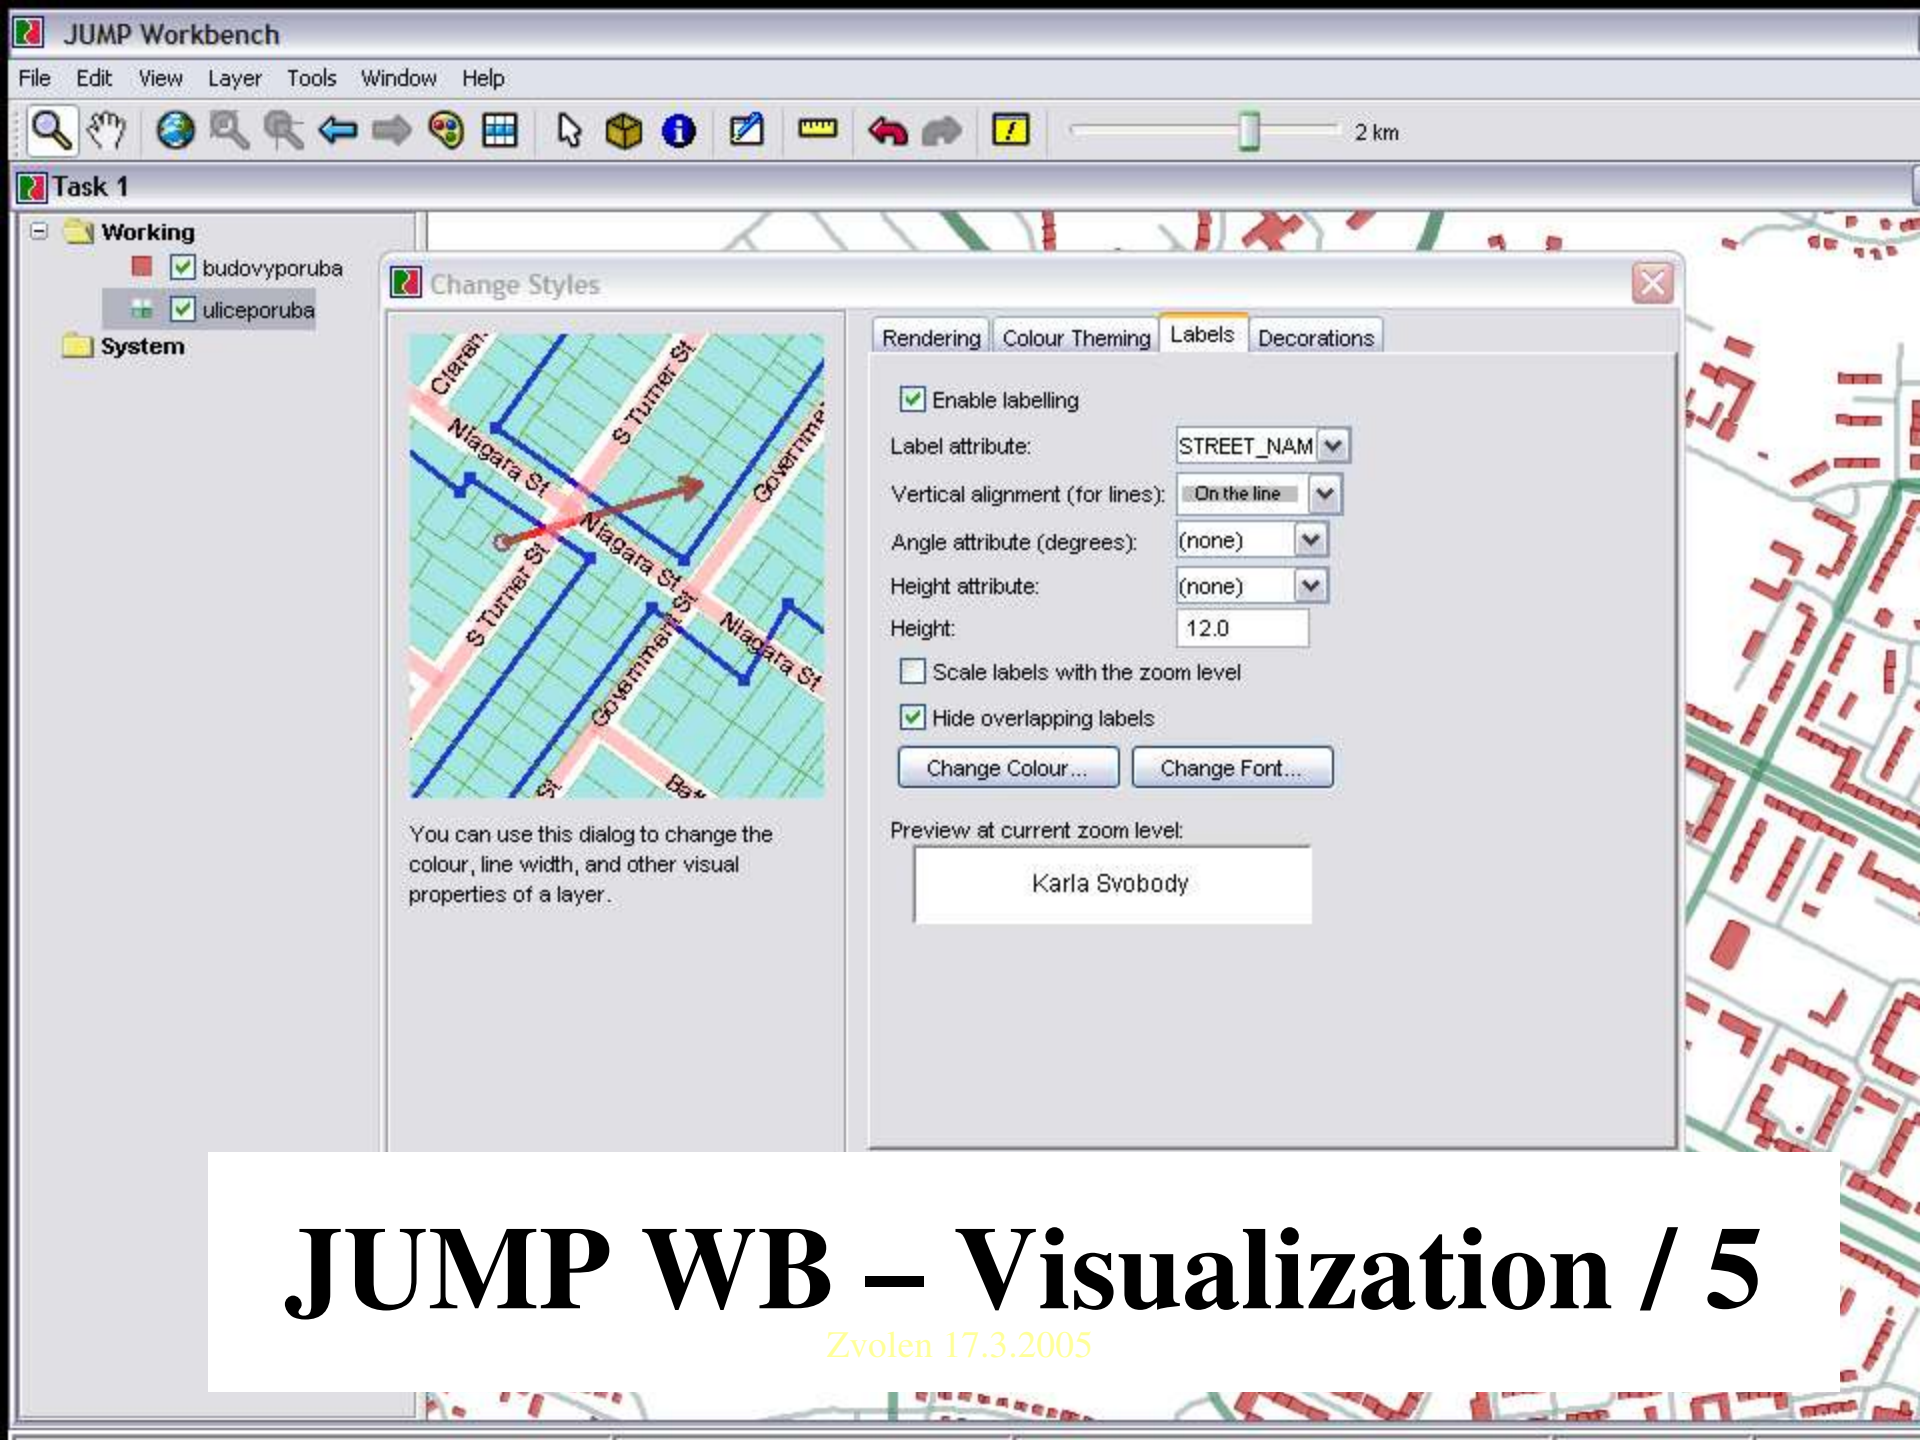 JUMP Workbench
File Edit View Layer Tools Window Help
2 km
Task 1
Working
budovyporuba
uliceporuba
System
Change Styles
Claren
S Turner St
Niagara St
Governme
Niagara St
S Turner St
Government St
Niagara St
St
You can use this dialog to change the
colour, line width, and other visual
properties of a layer.
Rendering Colour Theming Labels Decorations
Enable labelling
Label attribute: STREET_NAM
Vertical alignment (for lines): On the line
Angle attribute (degrees): (none)
Height attribute: (none)
Height: 12.0
Scale labels with the zoom level
Hide overlapping labels
Change Colour... Change Font...
Preview at current zoom level:
Karla Svobody
JUMP WB – Visualization / 5
Zvolen 17.3.2005